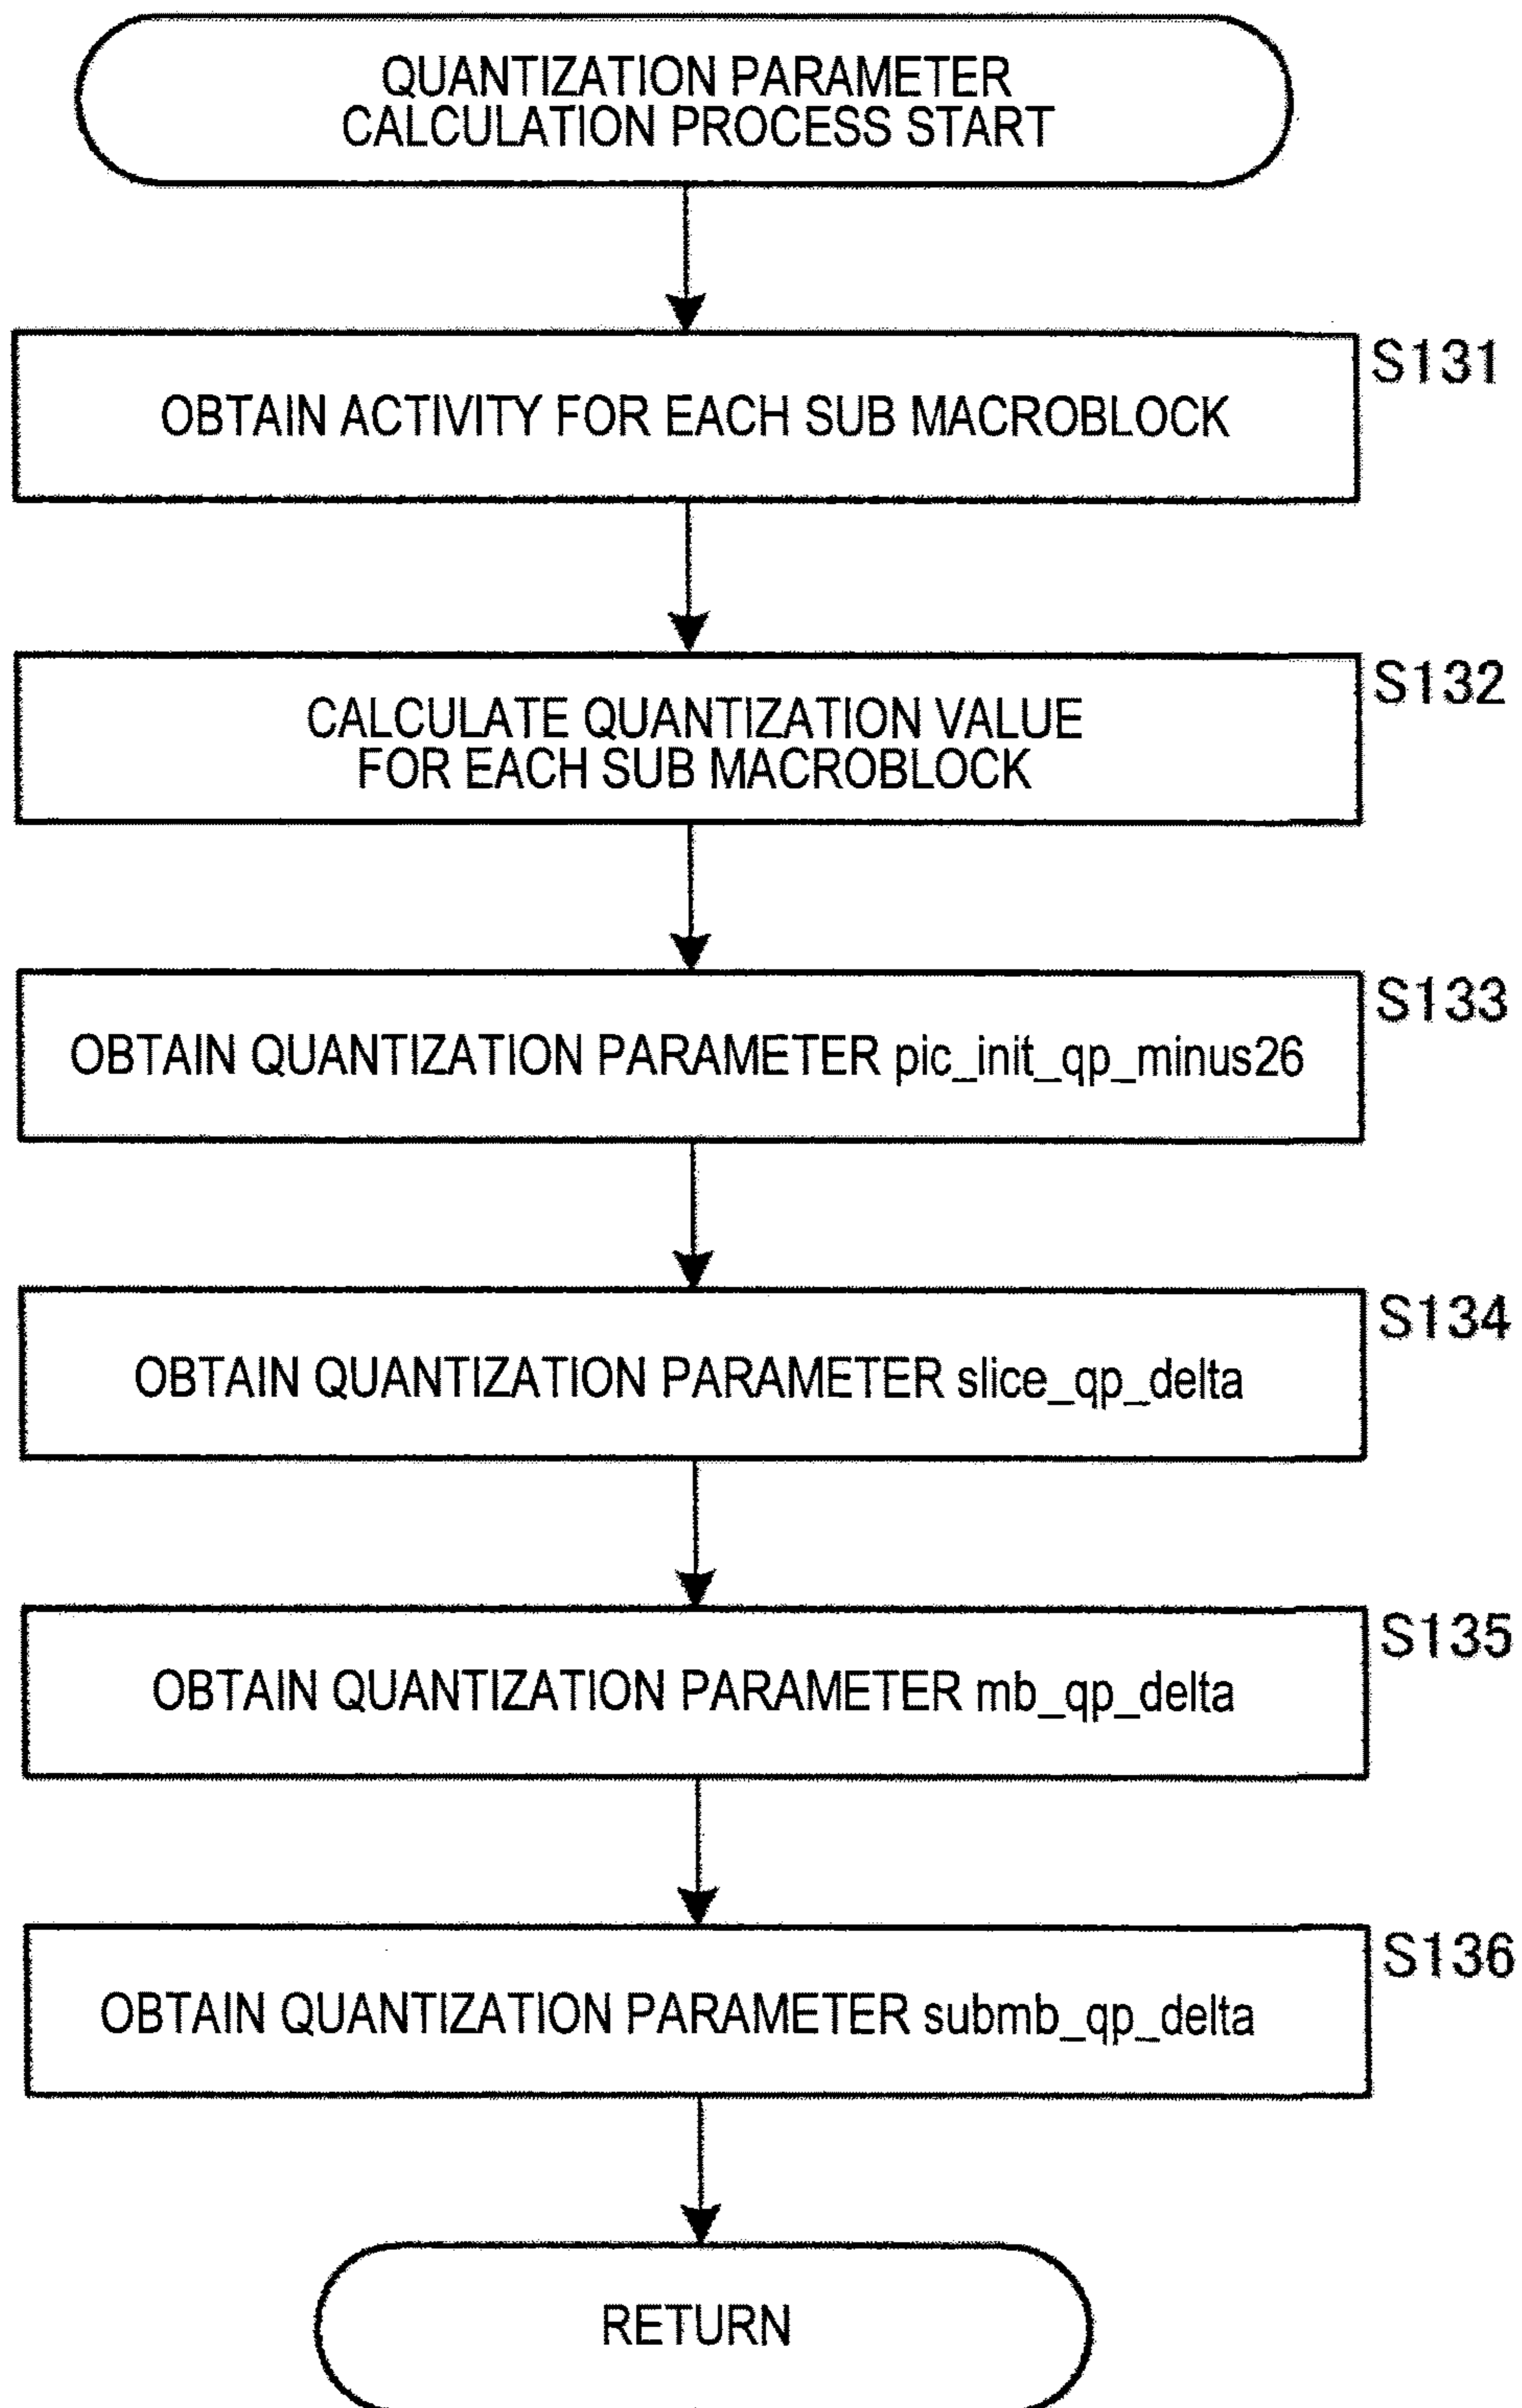 QUANTIZATION PARAMETER
CALCULATION PROCESS START
S131
OBTAIN ACTIVITY FOR EACH SUB MACROBLOCK
S132
CALCULATE QUANTIZATION VALUE
FOR EACH SUB MACROBLOCK
S133
OBTAIN QUANTIZATION PARAMETER pic_init_qp_minus26
S134
OBTAIN QUANTIZATION PARAMETER slice_qp_delta
S135
OBTAIN QUANTIZATION PARAMETER mb_qp_delta
S136
OBTAIN QUANTIZATION PARAMETER submb_qp_delta
RETURN